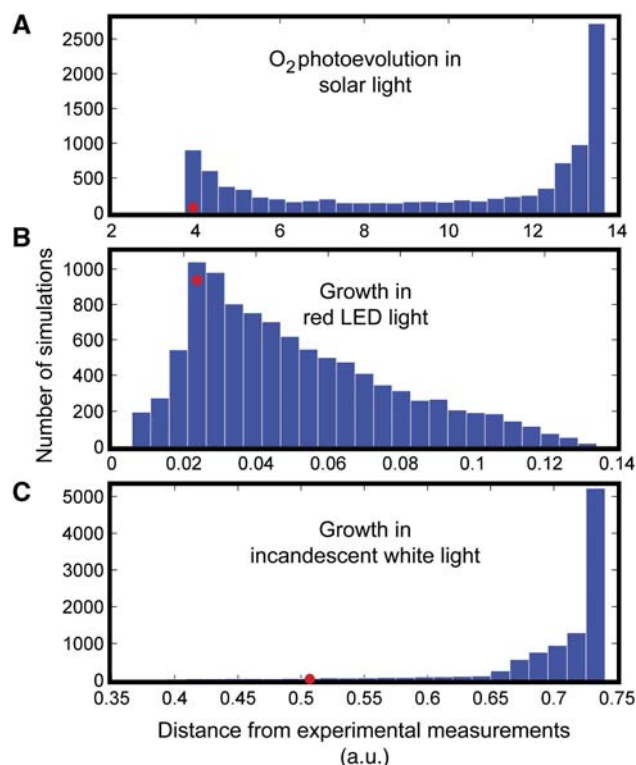 A
O2 photoevolution in
solar light
2500
2000
1500
1000
500
0
2 4 6 8 10 12 14
B
Growth in
red LED light
1000
800
600
400
200
0
0 0.02 0.04 0.06 0.08 0.1 0.12 0.14
Number of simulations
C
Growth in
incandescent white light
5000
4000
3000
2000
1000
0
0.35 0.4 0.45 0.5 0.55 0.6 0.65 0.7 0.75
Distance from experimental measurements
(a.u.)